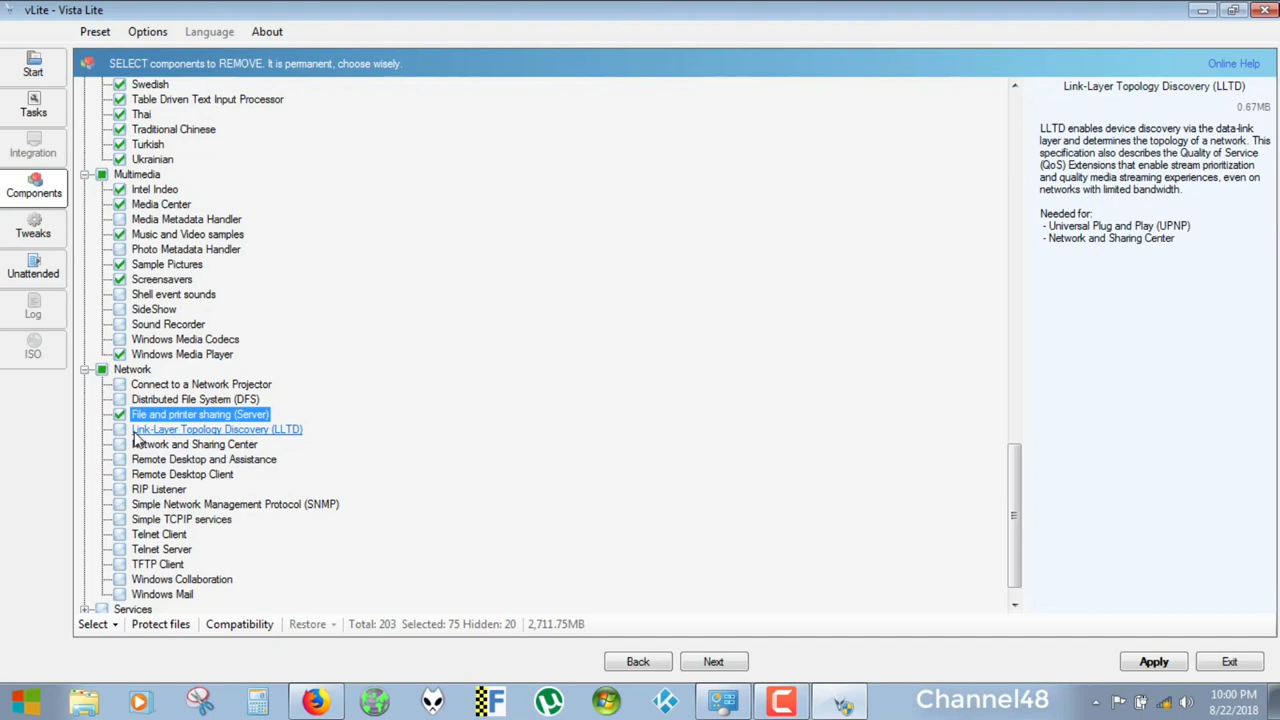 vLite - Vista Lite
Preset Options Language About
SELECT components to REMOVE. It is permanent, choose wisely. Online Help
Start
Tasks
Integration
Components
Tweaks
Unattended
Log
ISO
Swedish
Table Driven Text Input Processor
Thai
Traditional Chinese
Turkish
Ukrainian
Multimedia
Intel Indeo
Media Center
Media Metadata Handler
Music and Video samples
Photo Metadata Handler
Sample Pictures
Screensavers
Shell event sounds
SideShow
Sound Recorder
Windows Media Codecs
Windows Media Player
Network
Connect to a Network Projector
Distributed File System (DFS)
File and printer sharing (Server)
Link-Layer Topology Discovery (LLTD)
Network and Sharing Center
Remote Desktop and Assistance
Remote Desktop Client
RIP Listener
Simple Network Management Protocol (SNMP)
Simple TCPIP services
Telnet Client
Telnet Server
TFTP Client
Windows Collaboration
Windows Mail
Services
Link-Layer Topology Discovery (LLTD)
0.67MB
LLTD enables device discovery via the data-link
layer and determines the topology of a network. This
specification also describes the Quality of Service
(QoS) Extensions that enable stream prioritization
and quality media streaming experiences, even on
networks with limited bandwidth.
Needed for:
- Universal Plug and Play (UPNP)
- Network and Sharing Center
Select Protect files Compatibility Restore Total: 203 Selected: 75 Hidden: 20 2,711.75MB
Back Next Apply Exit
Channel48
10:00 PM
8/22/2018